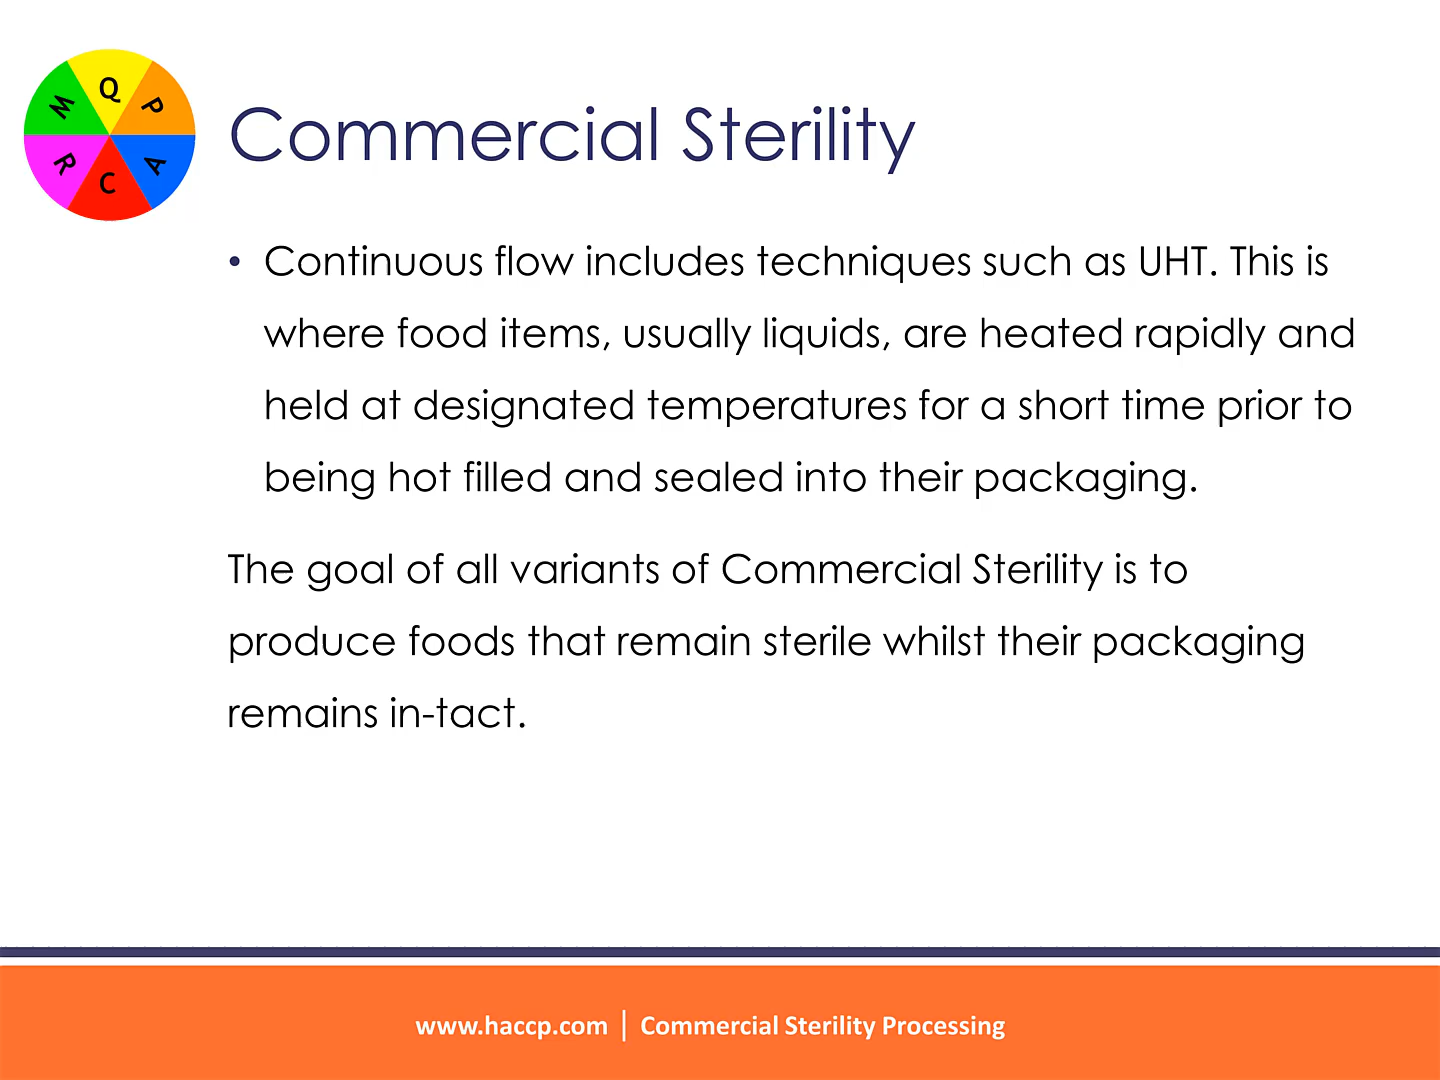 Q
P
A
C
R
M
Commercial Sterility
• Continuous flow includes techniques such as UHT. This is
where food items, usually liquids, are heated rapidly and
held at designated temperatures for a short time prior to
being hot filled and sealed into their packaging.
The goal of all variants of Commercial Sterility is to
produce foods that remain sterile whilst their packaging
remains in-tact.
www.haccp.com | Commercial Sterility Processing